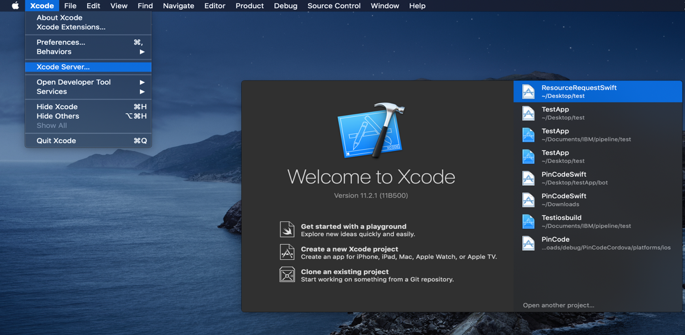 Xcode File Edit View Find Navigate Editor Product Debug Source Control Window Help
About Xcode
Xcode Extensions...
Preferences... ⌘,
Behaviors ▶
Xcode Server...
Open Developer Tool ▶
Services ▶
Hide Xcode ⌘H
Hide Others ⌥⌘H
Show All
Quit Xcode ⌘Q
Welcome to Xcode
Version 11.2.1 (11B500)
Get started with a playground
Explore new ideas quickly and easily.
Create a new Xcode project
Create an app for iPhone, iPad, Mac, Apple Watch, or Apple TV.
Clone an existing project
Start working on something from a Git repository.
ResourceRequestSwift
~/Desktop/test
TestApp
~/Desktop/test
TestApp
~/Documents/IBM/pipeline/test
TestApp
~/Desktop/test
PinCodeSwift
~/Desktop/testApp/bot
PinCodeSwift
~/Downloads
Testiosbuild
~/Documents/IBM/pipeline/test
PinCode
...oads/debug/PinCodeCordova/platforms/ios
Open another project...